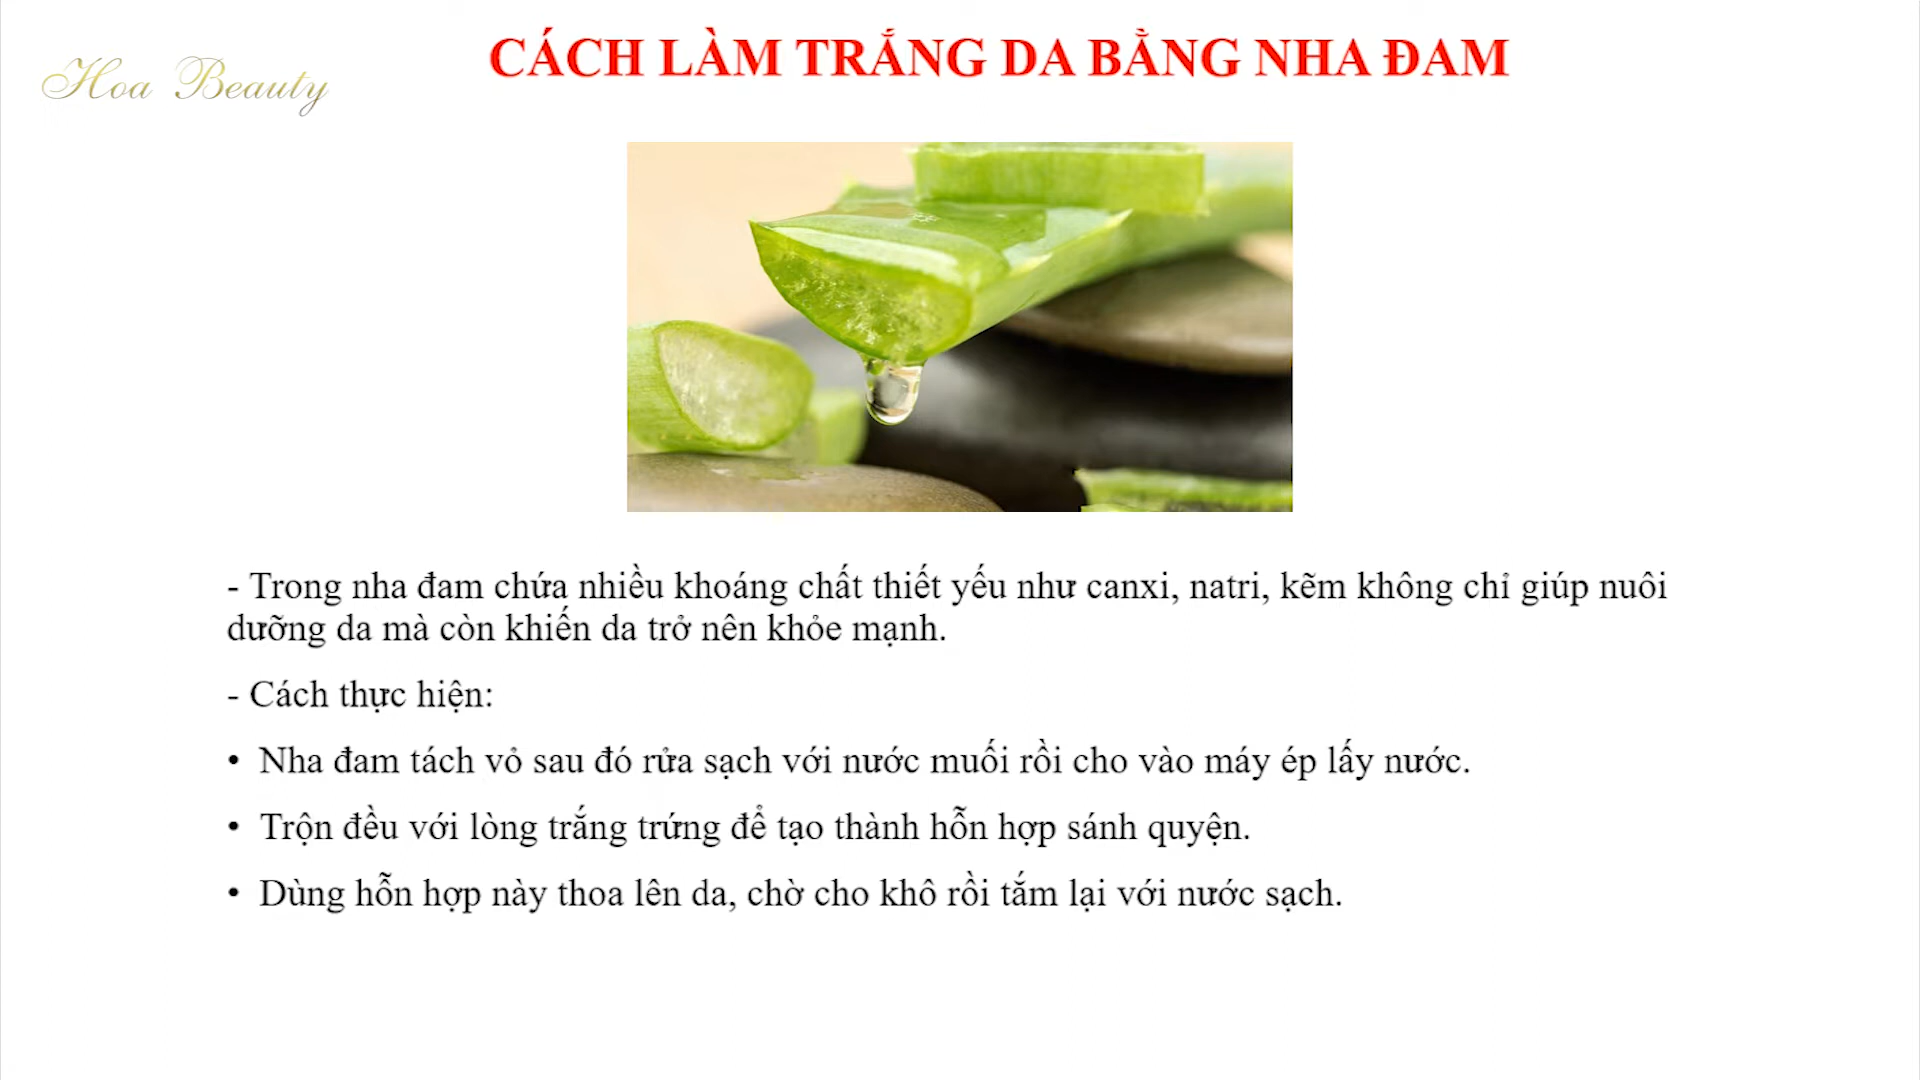 Hoa Beauty
CÁCH LÀM TRẮNG DA BẰNG NHA ĐAM
- Trong nha đam chứa nhiều khoáng chất thiết yếu như canxi, natri, kẽm không chỉ giúp nuôi
dưỡng da mà còn khiến da trở nên khỏe mạnh.
- Cách thực hiện:
• Nha đam tách vỏ sau đó rửa sạch với nước muối rồi cho vào máy ép lấy nước.
• Trộn đều với lòng trắng trứng để tạo thành hỗn hợp sánh quyện.
• Dùng hỗn hợp này thoa lên da, chờ cho khô rồi tắm lại với nước sạch.